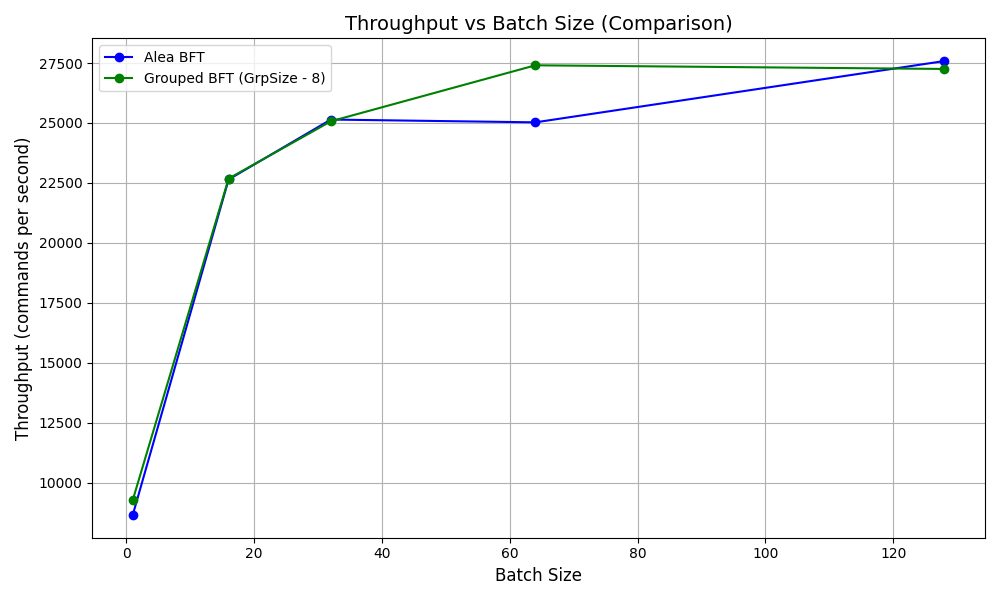 Throughput vs Batch Size (Comparison)
Alea BFT
Grouped BFT (GrpSize - 8)
Throughput (commands per second)
27500
25000
22500
20000
17500
15000
12500
10000
0 20 40 60 80 100 120
Batch Size